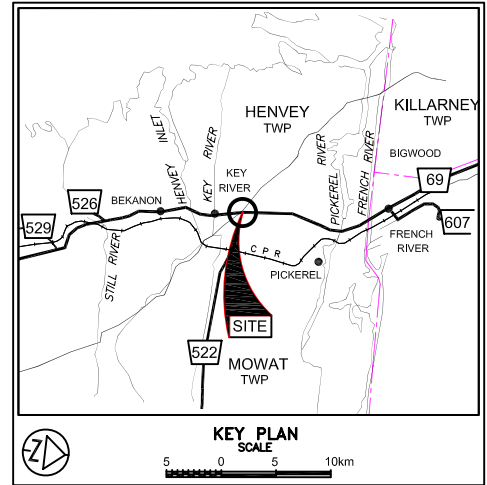 HENVEY
TWP
KILLARNEY
TWP
BIGWOOD
HENVEY INLET
KEY RIVER
PICKEREL RIVER
FRENCH RIVER
69
KEY
RIVER
526
BEKANON
529
607
FRENCH
RIVER
STILL RIVER
CPR
PICKEREL
SITE
522
MOWAT
TWP
Z
KEY PLAN
SCALE
5 0 5 10km